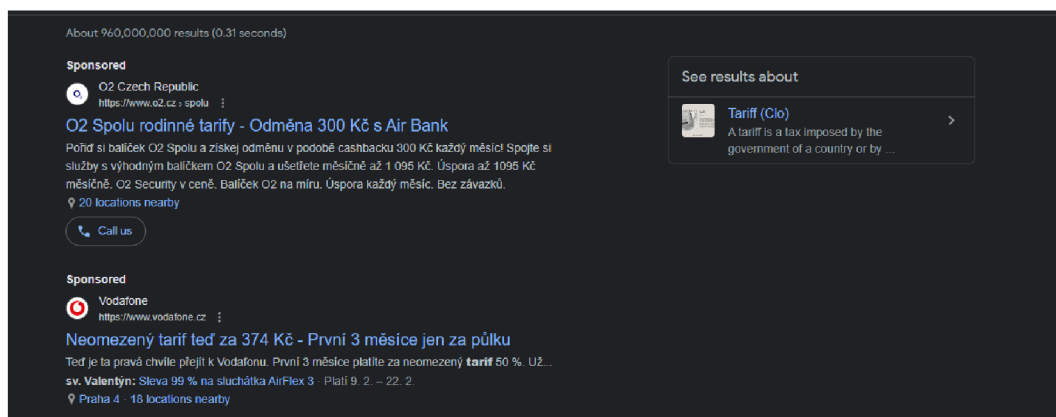 About 960,000,000 results (0.31 seconds)
Sponsored
O2 Czech Republic
https://www.o2.cz › spolu
O2 Spolu rodinné tarify - Odměna 300 Kč s Air Bank
Pořiď si balíček O2 Spolu a získej odměnu v podobě cashbacku 300 Kč každý měsíc! Spojte si
služby s výhodným balíčkem O2 Spolu a ušetřete měsíčně až 1 095 Kč. Úspora až 1095 Kč
měsíčně. O2 Security v ceně. Balíček O2 na míru. Úspora každý měsíc. Bez závazků.
20 locations nearby
Call us
Sponsored
Vodafone
https://www.vodafone.cz
Neomezený tarif teď za 374 Kč - První 3 měsíce jen za půlku
Teď je ta pravá chvíle přejít k Vodafonu. První 3 měsíce platíte za neomezený tarif 50 %. Už...
sv. Valentýn: Sleva 99 % na sluchátka AirFlex 3 - Platí 9. 2. – 22. 2.
Praha 4 - 18 locations nearby
See results about
Tariff (Clo)
A tariff is a tax imposed by the
government of a country or by ...